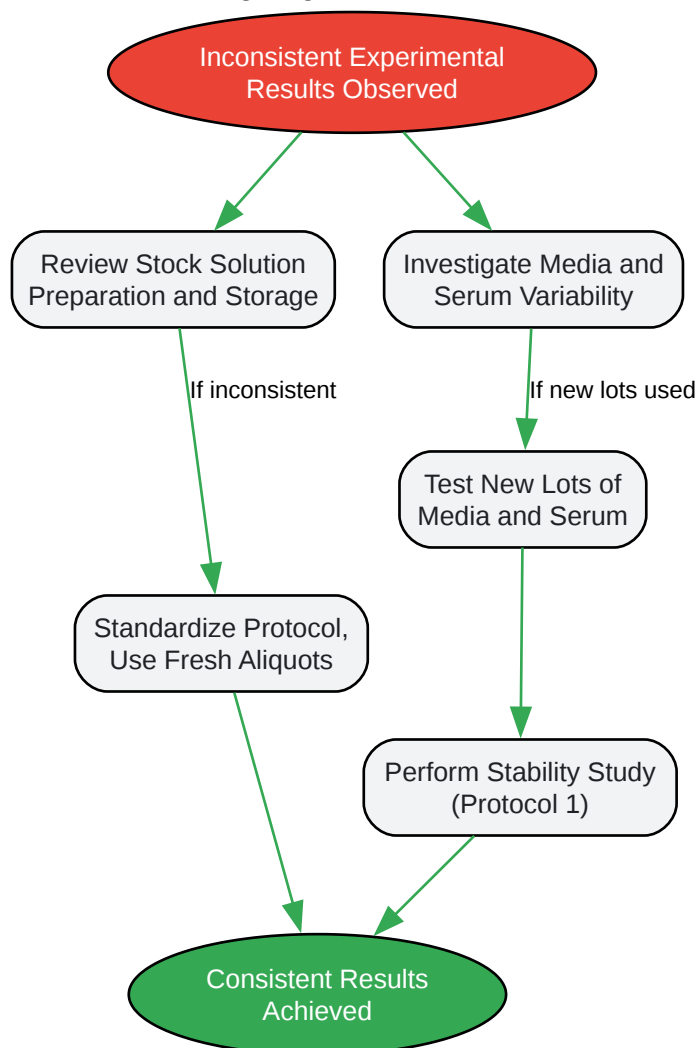 Inconsistent Experimental
Results Observed
Review Stock Solution
Preparation and Storage
Investigate Media and
Serum Variability
If inconsistent
If new lots used
Test New Lots of
Media and Serum
Standardize Protocol,
Use Fresh Aliquots
Perform Stability Study
(Protocol 1)
Consistent Results
Achieved